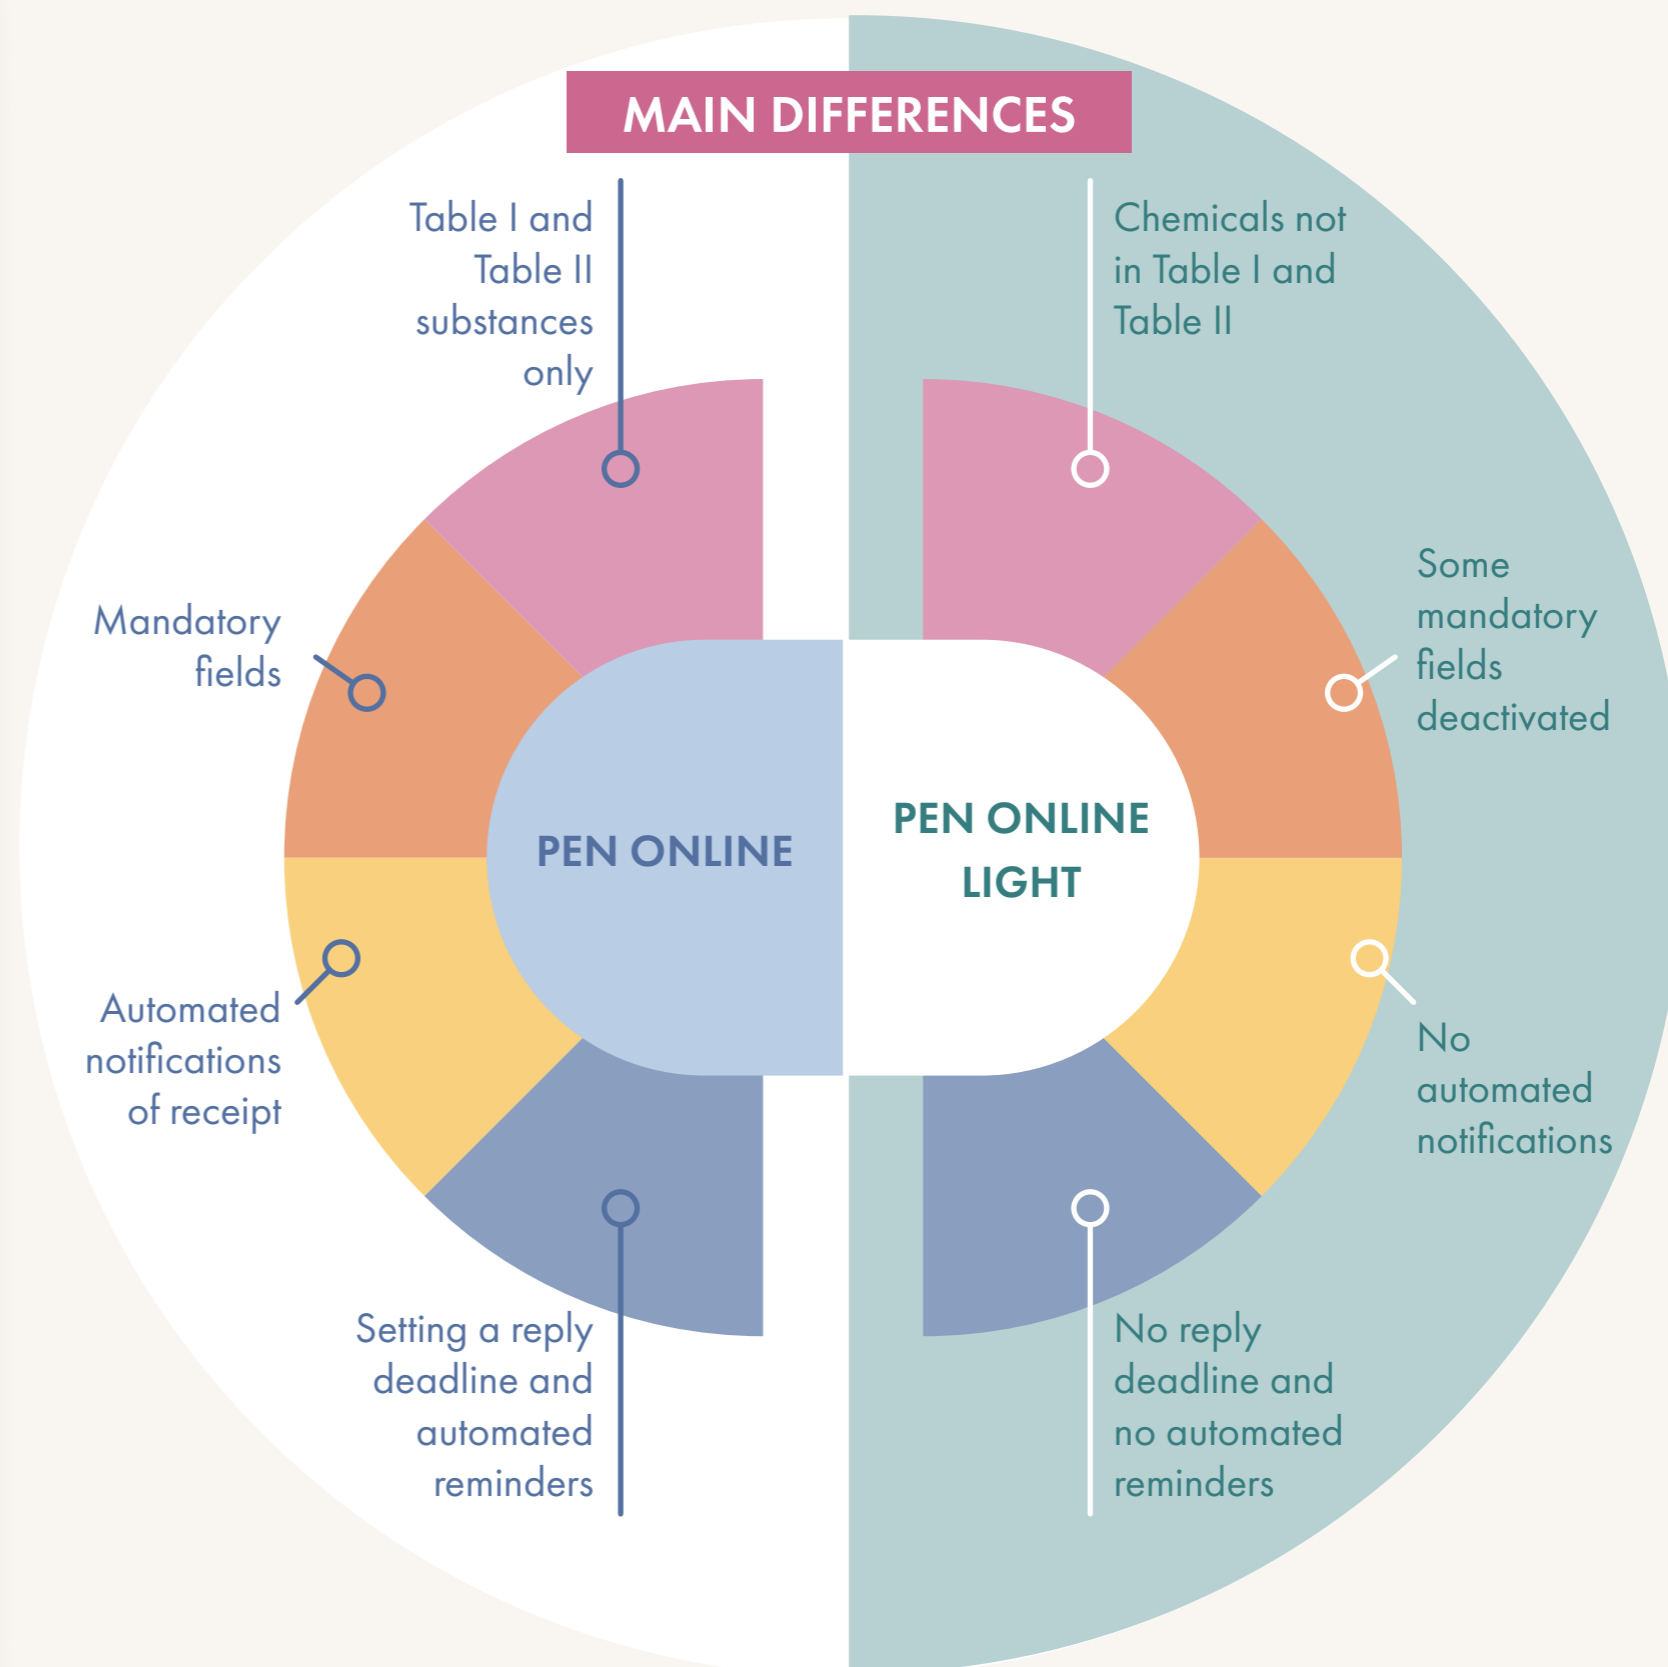 MAIN DIFFERENCES
Table I and
Table II
substances
only
Mandatory
fields
PEN ONLINE
Automated
notifications
of receipt
Setting a reply
deadline and
automated
reminders
Chemicals not
in Table I and
Table II
Some
mandatory
fields
deactivated
PEN ONLINE
LIGHT
No
automated
notifications
No reply
deadline and
no automated
reminders